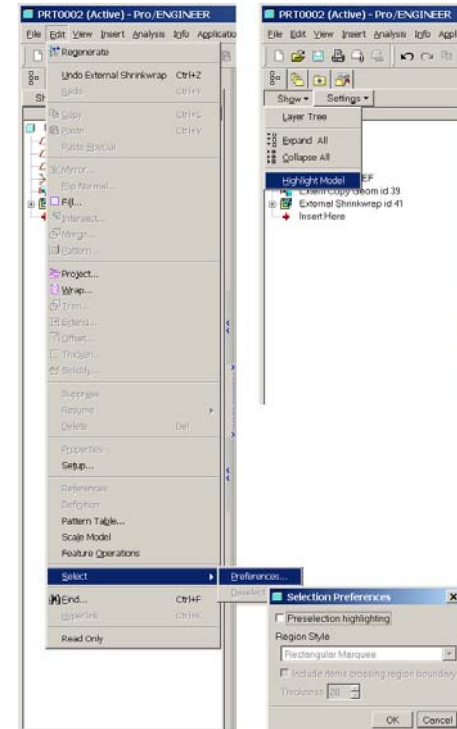 PRT0002 (Active) - Pro/ENGINEER
File Edit View Insert Analysis Info Applicatio
Regenerate
Undo External Shrinkwrap Ctrl+Z
Redo Ctrl+Y
Copy Ctrl+C
Paste Ctrl+V
Paste Special
Mirror...
Flip Normal...
Fill...
Intersect...
Merge...
Pattern...
Project...
Wrap...
Trim...
Extend...
Offset...
Thicken...
Solidify...
Suppress
Resume
Delete Del
Properties
Setup...
References
Definition
Pattern Table...
Scale Model
Feature Operations
Select
Preferences...
Deselect
Find... Ctrl+F
Hyperlink Ctrl+K
Read Only
PRT0002 (Active) - Pro/ENGINEER
File Edit View Insert Analysis Info Appl
Show Settings
Layer Tree
Expand All
Collapse All
Highlight Model
EF
Extern Copy Geom id 39
External Shrinkwrap id 41
Insert Here
Selection Preferences
Preselection highlighting
Region Style
Rectangular Marquee
Include items crossing region boundary
Thickness 20
OK Cancel